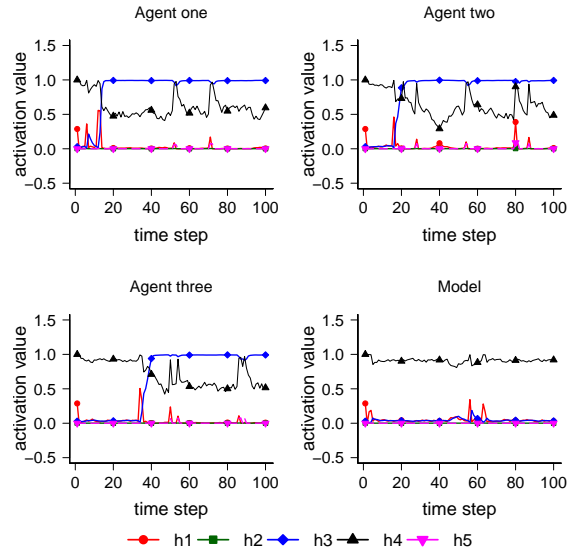 Agent one
Agent two
activation value
1.5
1.0
0.5
0.0
−0.5
0 20 40 60 80 100
time step
activation value
1.5
1.0
0.5
0.0
−0.5
0 20 40 60 80 100
time step
Agent three
Model
activation value
1.5
1.0
0.5
0.0
−0.5
0 20 40 60 80 100
time step
activation value
1.5
1.0
0.5
0.0
−0.5
0 20 40 60 80 100
time step
h1 h2 h3 h4 h5